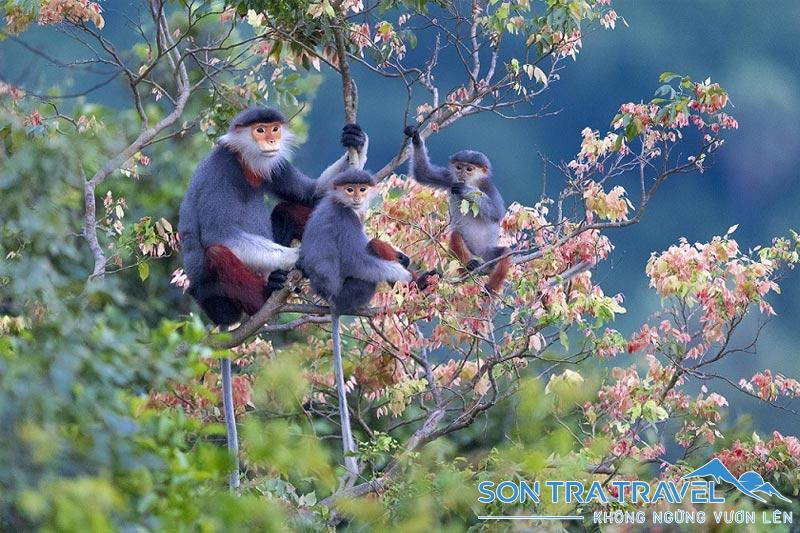 SON TRA TRAVEL
KHÔNG NGỪNG VƯƠN LÊN